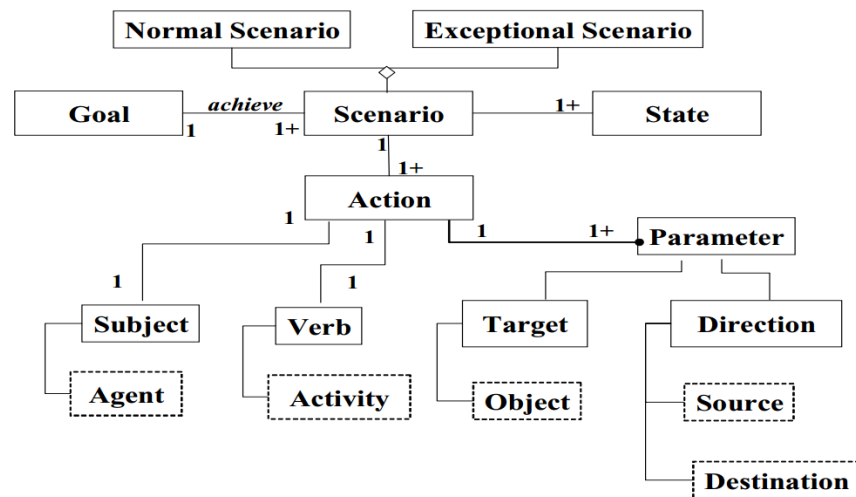 Normal Scenario
Exceptional Scenario
Goal
achieve
1
1+
Scenario
1+
State
1
1+
Action
1
1
1
1+
Parameter
1
1
Subject
Verb
Target
Direction
Agent
Activity
Object
Source
Destination